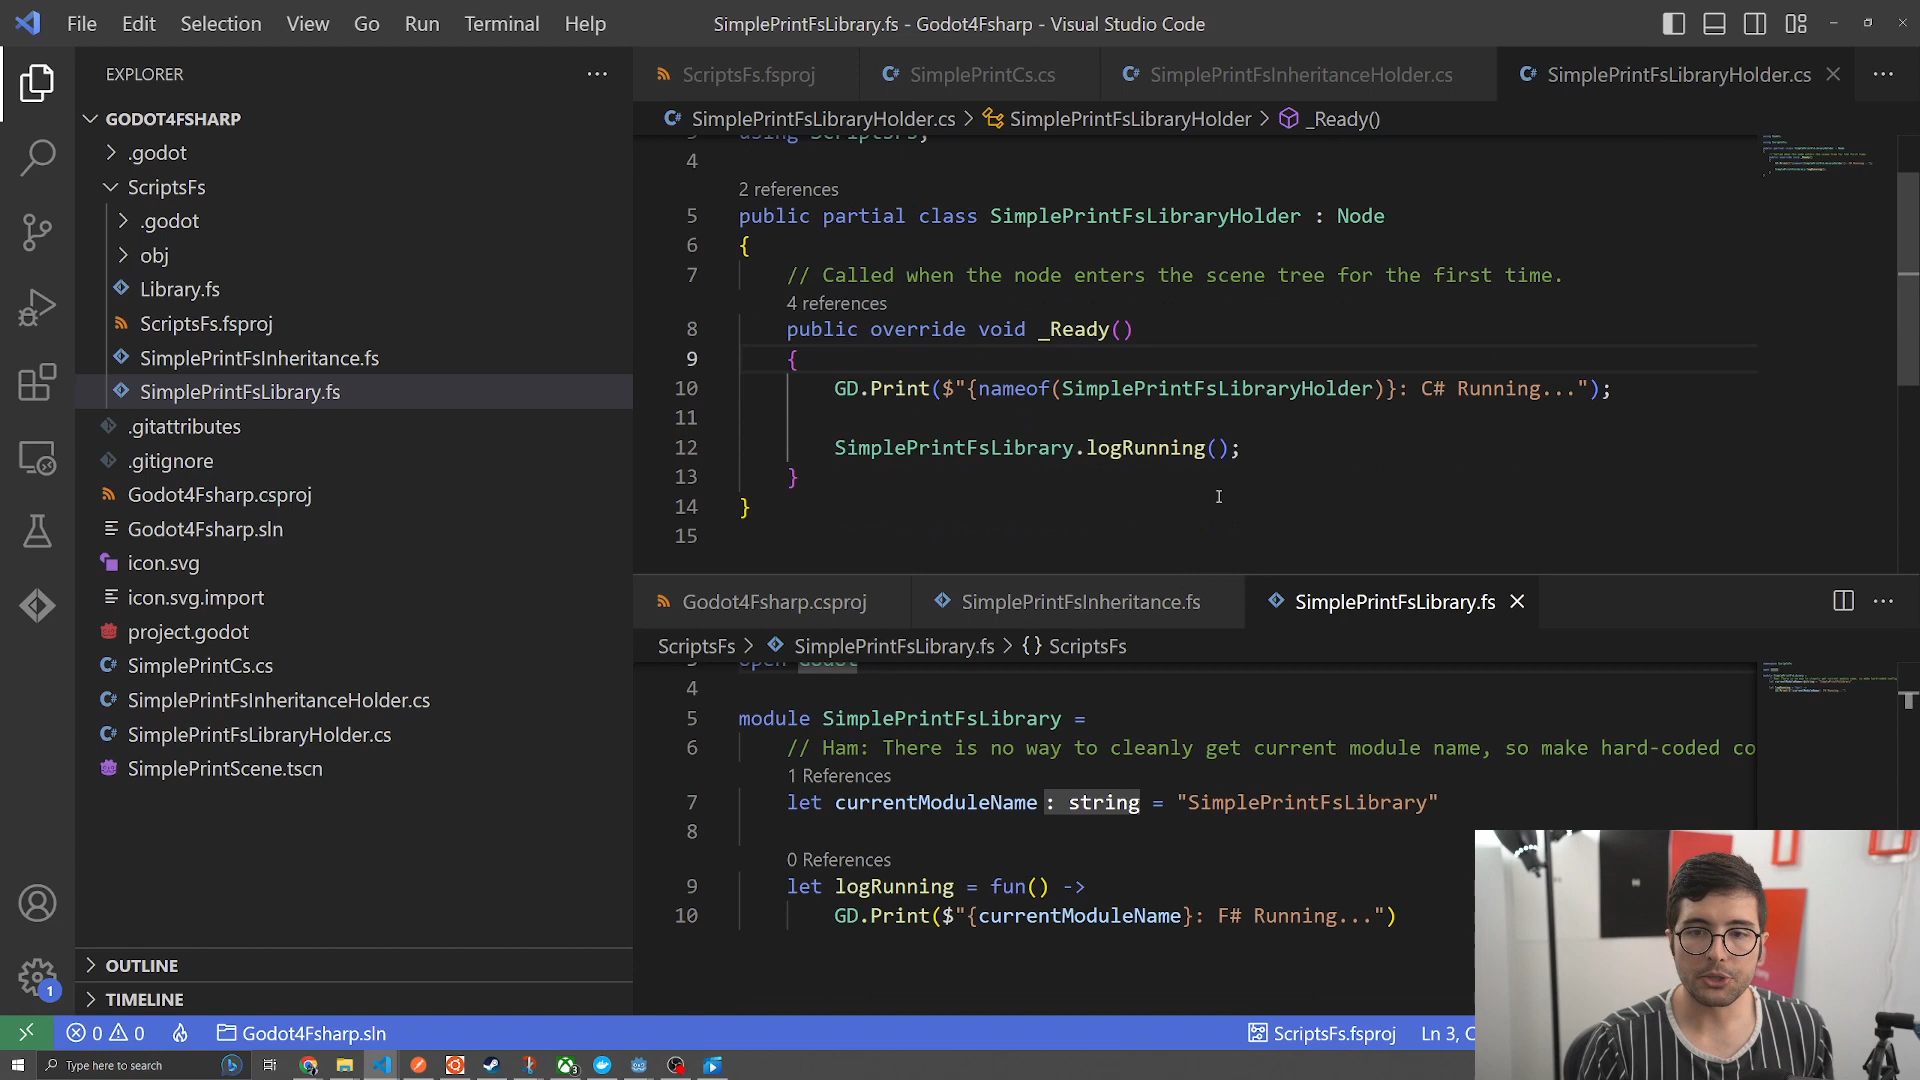 File Edit Selection View Go Run Terminal Help
SimplePrintFsLibrary.fs - Godot4Fsharp - Visual Studio Code
EXPLORER
GODOT4FSHARP
.godot
ScriptsFs
.godot
obj
Library.fs
ScriptsFs.fsproj
SimplePrintFsInheritance.fs
SimplePrintFsLibrary.fs
.gitattributes
.gitignore
Godot4Fsharp.csproj
Godot4Fsharp.sln
icon.svg
icon.svg.import
project.godot
SimplePrintCs.cs
SimplePrintFsInheritanceHolder.cs
SimplePrintFsLibraryHolder.cs
SimplePrintScene.tscn
OUTLINE
TIMELINE
ScriptsFs.fsproj SimplePrintCs.cs SimplePrintFsInheritanceHolder.cs SimplePrintFsLibraryHolder.cs
SimplePrintFsLibraryHolder.cs > SimplePrintFsLibraryHolder > _Ready()
3 using ScriptsFs;
4
2 references
5 public partial class SimplePrintFsLibraryHolder : Node
6 {
7 // Called when the node enters the scene tree for the first time.
4 references
8 public override void _Ready()
9 {
10 GD.Print($"{nameof(SimplePrintFsLibraryHolder)}: C# Running...");
11
12 SimplePrintFsLibrary.logRunning();
13 }
14 }
15
Godot4Fsharp.csproj SimplePrintFsInheritance.fs SimplePrintFsLibrary.fs
ScriptsFs > SimplePrintFsLibrary.fs > {} ScriptsFs
3 open Godot
4
5 module SimplePrintFsLibrary =
6 // Ham: There is no way to cleanly get current module name, so make hard-coded co
1 References
7 let currentModuleName: string = "SimplePrintFsLibrary"
8
0 References
9 let logRunning = fun() ->
10 GD.Print($"{currentModuleName}: F# Running...")
1
0 0 Godot4Fsharp.sln ScriptsFs.fsproj Ln 3, C
Type here to search
3